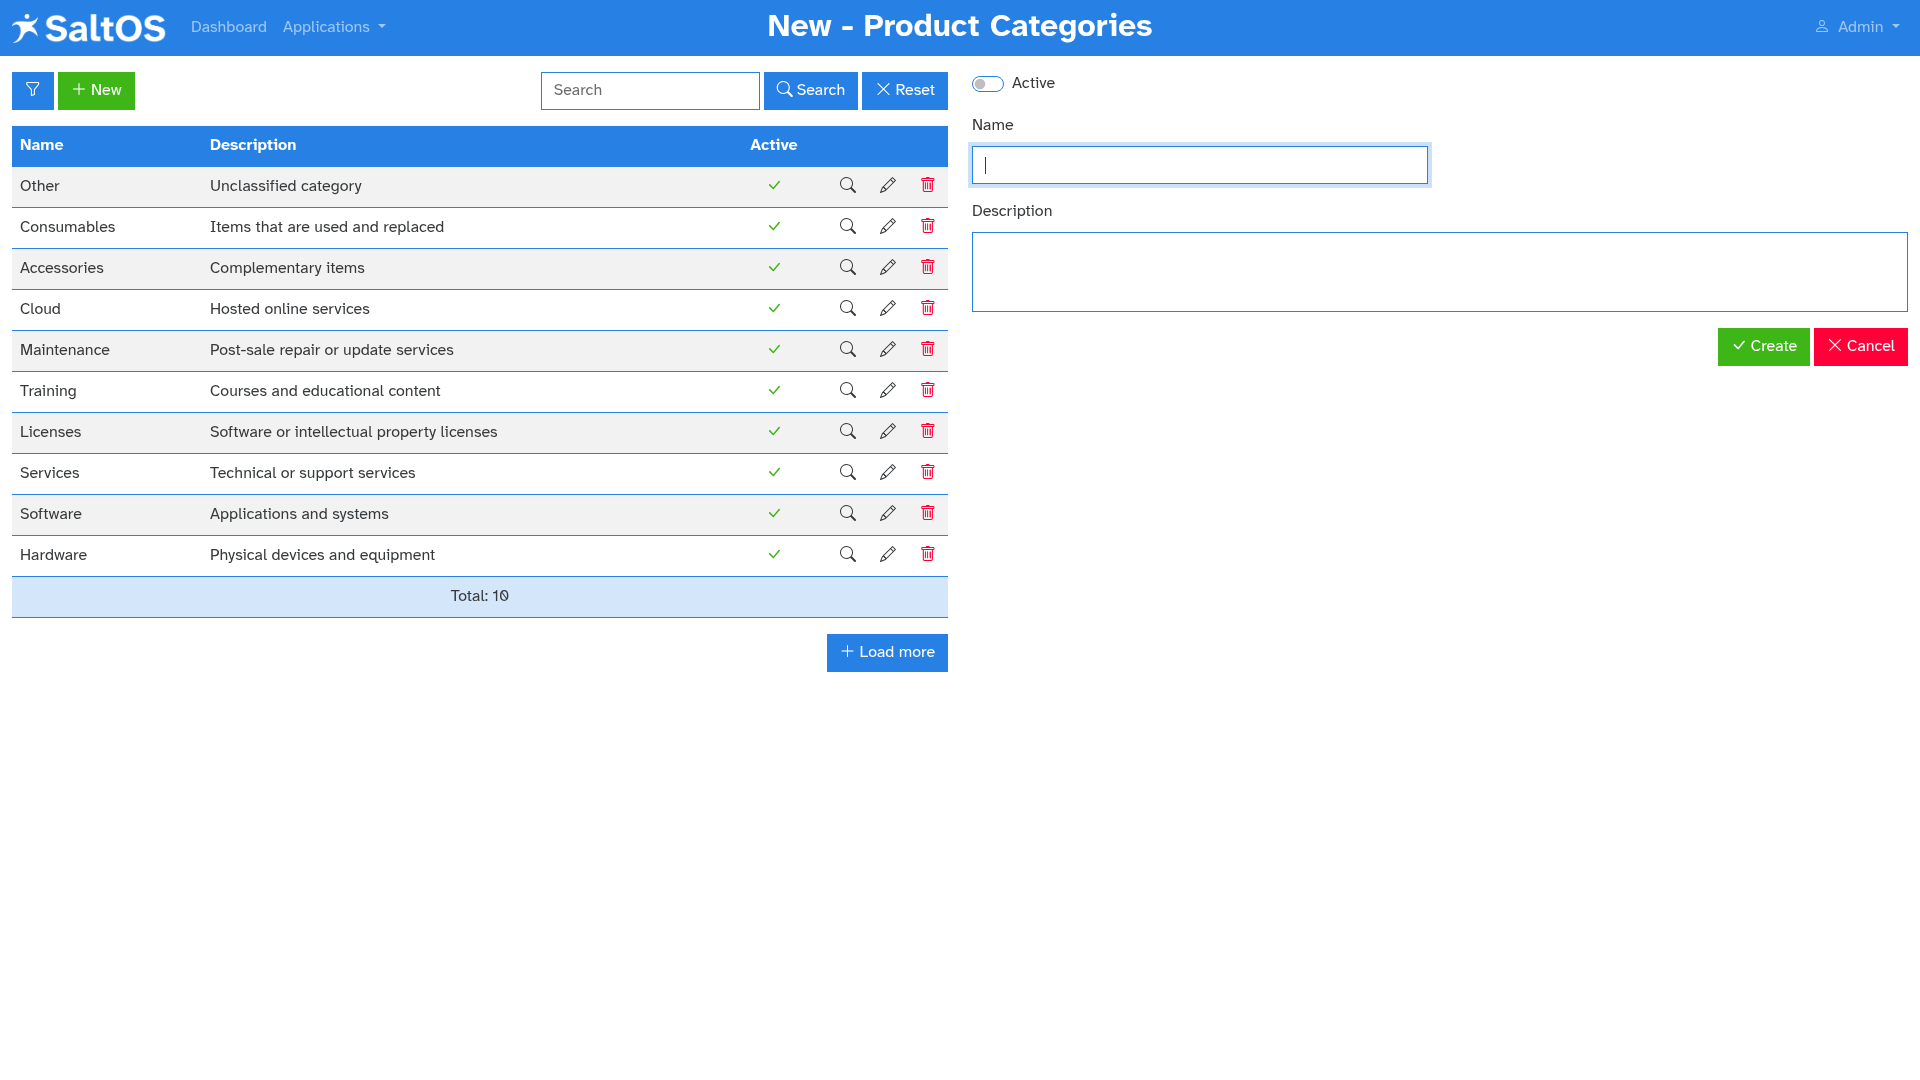 SaltOS Dashboard Applications New - Product Categories Admin
New Search Search Reset
Name Description Active
Other Unclassified category
Consumables Items that are used and replaced
Accessories Complementary items
Cloud Hosted online services
Maintenance Post-sale repair or update services
Training Courses and educational content
Licenses Software or intellectual property licenses
Services Technical or support services
Software Applications and systems
Hardware Physical devices and equipment
Total: 10
Load more
Active
Name
Description
Create Cancel